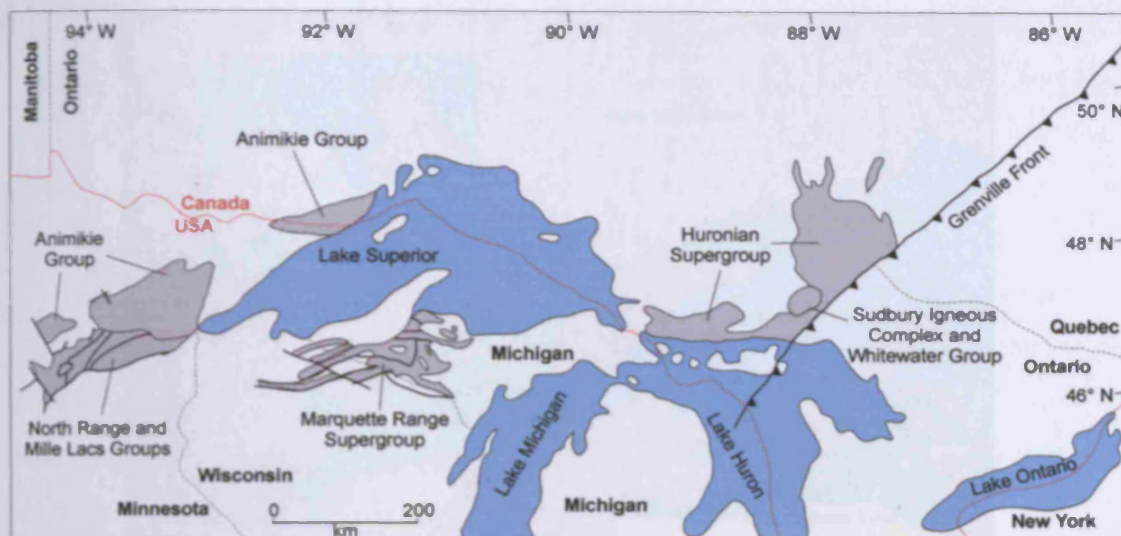 94° W
92° W
90° W
88° W
86° W
Manitoba
Ontario
50° N
Animikie Group
Grenville Front
Canada
USA
Animikie
Group
Lake Superior
Huronian
Supergroup
48° N
Sudbury Igneous
Complex and
Whitewater Group
Quebec
Ontario
Michigan
46° N
North Range and
Mille Lacs Groups
Marquette Range
Supergroup
Lake Michigan
Lake Huron
Wisconsin
Lake Ontario
Minnesota
0
200
km
Michigan
New York